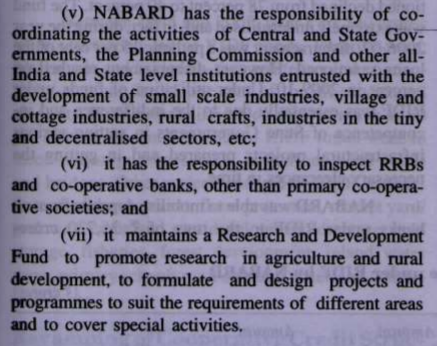 (v) NABARD has the responsibility of co-
ordinating the activities of Central and State Gov-
ernments, the Planning Commission and other all-
India and State level institutions entrusted with the
development of small scale industries, village and
cottage industries, rural crafts, industries in the tiny
and decentralised sectors, etc;
(vi) it has the responsibility to inspect RRBs
and co-operative banks, other than primary co-opera-
tive societies; and
(vii) it maintains a Research and Development
Fund to promote research in agriculture and rural
development, to formulate and design projects and
programmes to suit the requirements of different areas
and to cover special activities.